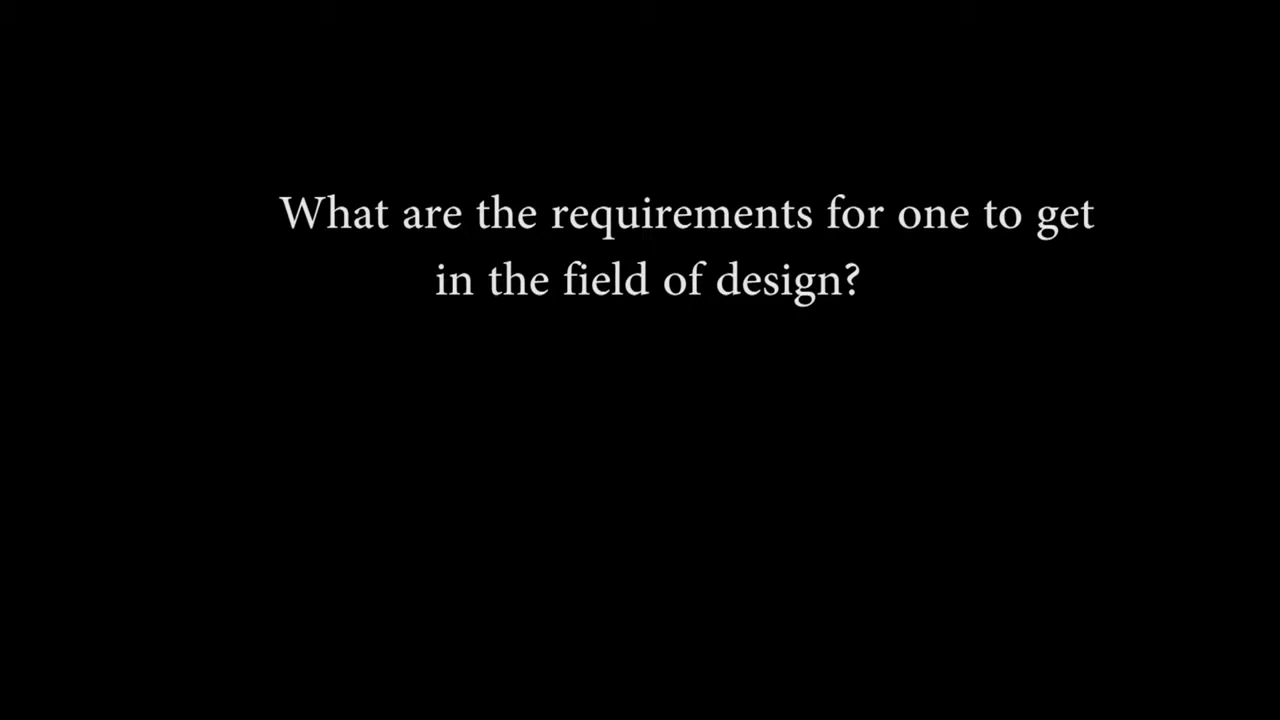 What are the requirements for one to get
in the field of design?